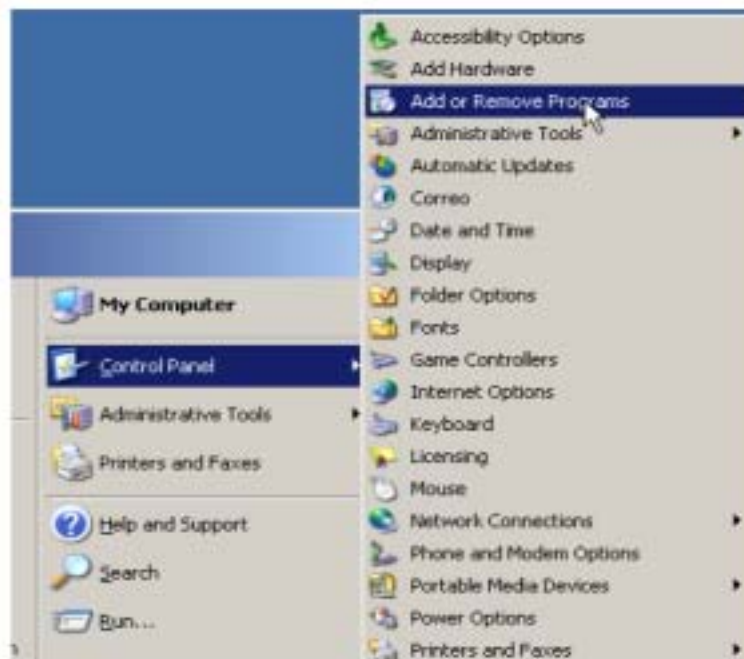 My Computer
Control Panel
Administrative Tools
Printers and Faxes
Help and Support
Search
Run...
Accessibility Options
Add Hardware
Add or Remove Programs
Administrative Tools
Automatic Updates
Correo
Date and Time
Display
Folder Options
Fonts
Game Controllers
Internet Options
Keyboard
Licensing
Mouse
Network Connections
Phone and Modem Options
Portable Media Devices
Power Options
Printers and Faxes